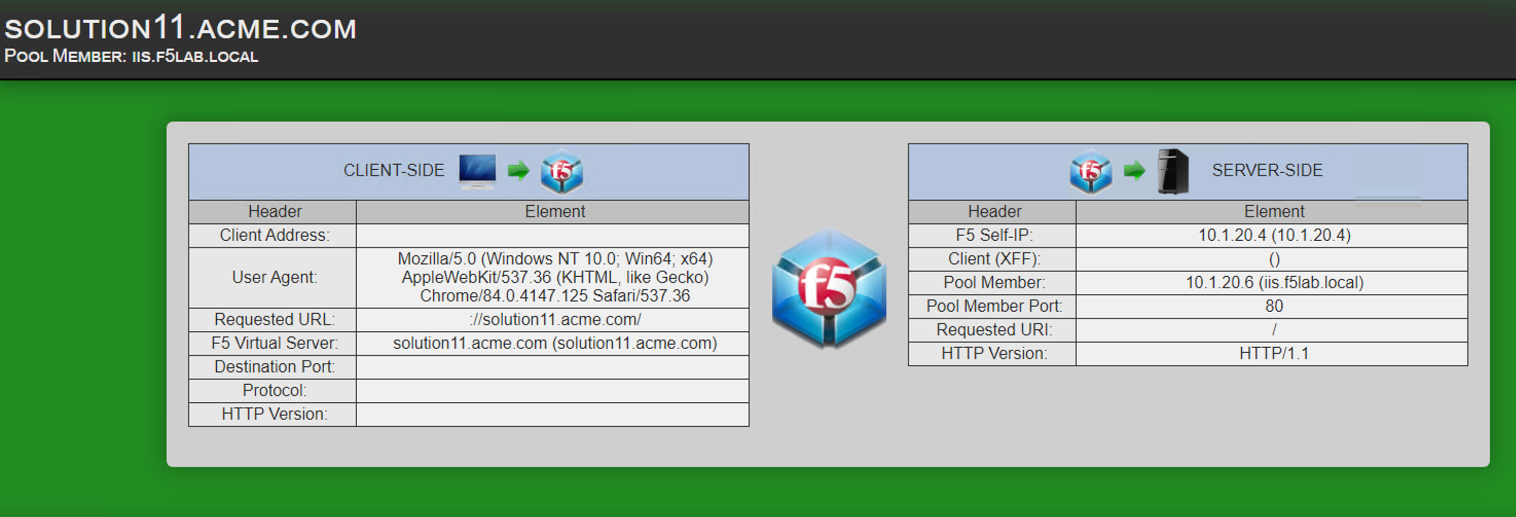 SOLUTION11.ACME.COM
POOL MEMBER: IIS.F5LAB.LOCAL
CLIENT-SIDE f5
Header Element
Client Address:
User Agent: Mozilla/5.0 (Windows NT 10.0; Win64; x64)
AppleWebKit/537.36 (KHTML, like Gecko)
Chrome/84.0.4147.125 Safari/537.36
Requested URL: ://solution11.acme.com/
F5 Virtual Server: solution11.acme.com (solution11.acme.com)
Destination Port:
Protocol:
HTTP Version:
f5
f5 SERVER-SIDE
Header Element
F5 Self-IP: 10.1.20.4 (10.1.20.4)
Client (XFF): ()
Pool Member: 10.1.20.6 (iis.f5lab.local)
Pool Member Port: 80
Requested URI: /
HTTP Version: HTTP/1.1